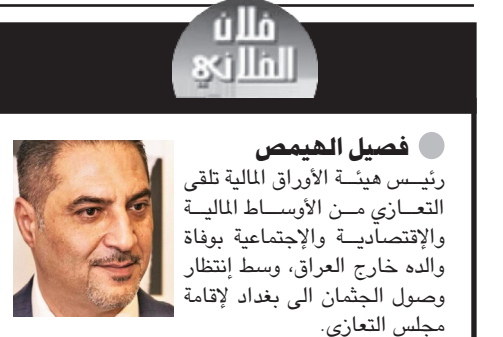 فلان
الفلاني
فصيل الهيمص
رئيس هيئة الأوراق المالية تلقى
التعازي من الأوساط المالية
والإقتصادية والإجتماعية بوفاة
والده خارج العراق، وسط إنتظار
وصول الجثمان الى بغداد لإقامة
مجلس التعازي.